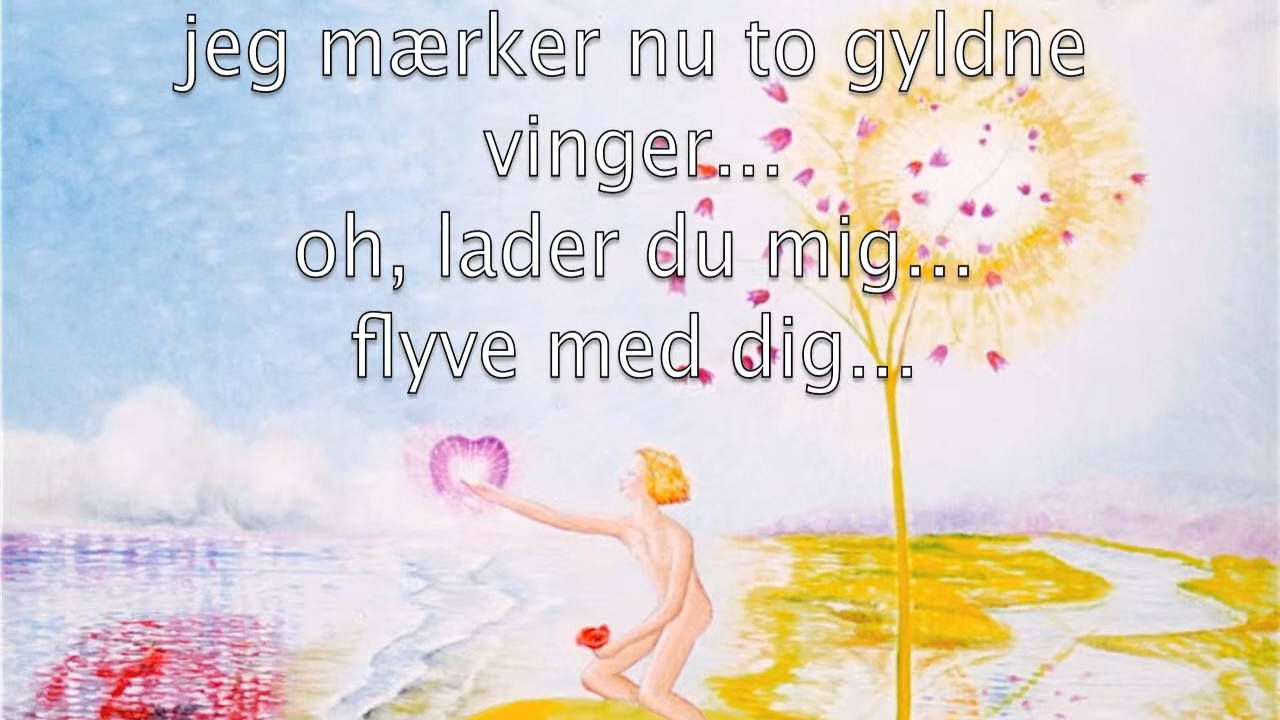 jeg mærker nu to gyldne
vinger...
oh, lader du mig...
flyve med dig...